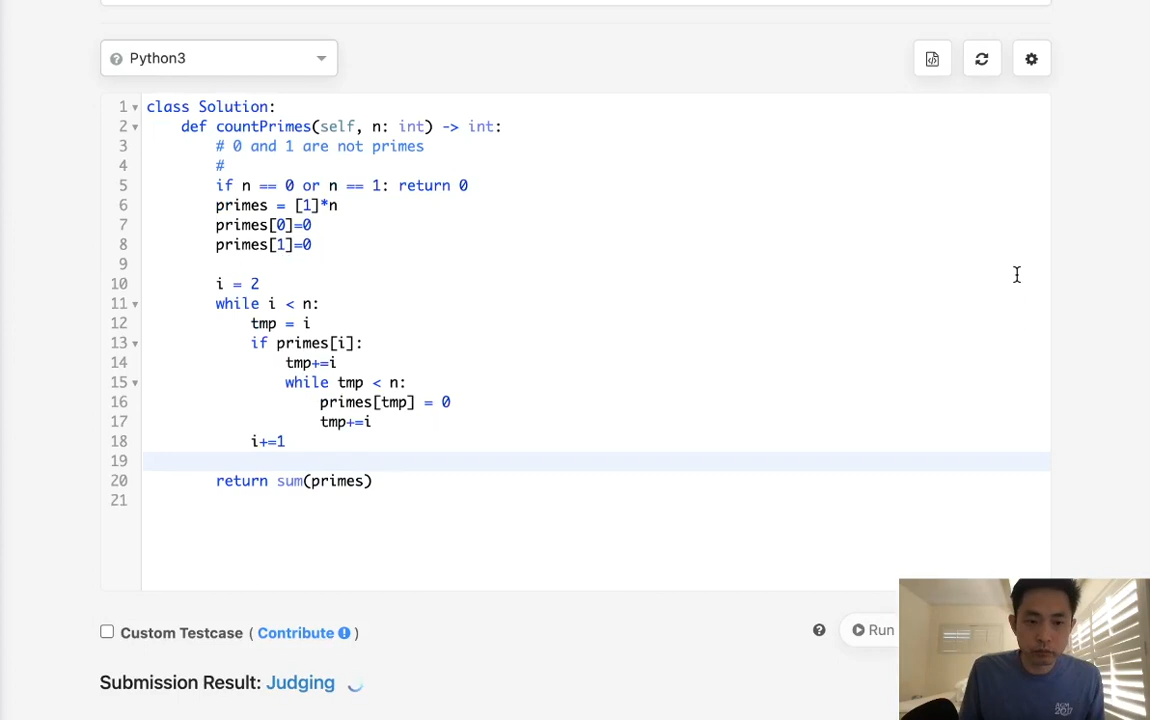 Python3
1 class Solution:
2 def countPrimes(self, n: int) -> int:
3 # 0 and 1 are not primes
4 #
5 if n == 0 or n == 1: return 0
6 primes = [1]*n
7 primes[0]=0
8 primes[1]=0
9
10 i = 2
11 while i < n:
12 tmp = i
13 if primes[i]:
14 tmp+=i
15 while tmp < n:
16 primes[tmp] = 0
17 tmp+=i
18 i+=1
19
20 return sum(primes)
21
Custom Testcase ( Contribute )
Run
Submission Result: Judging